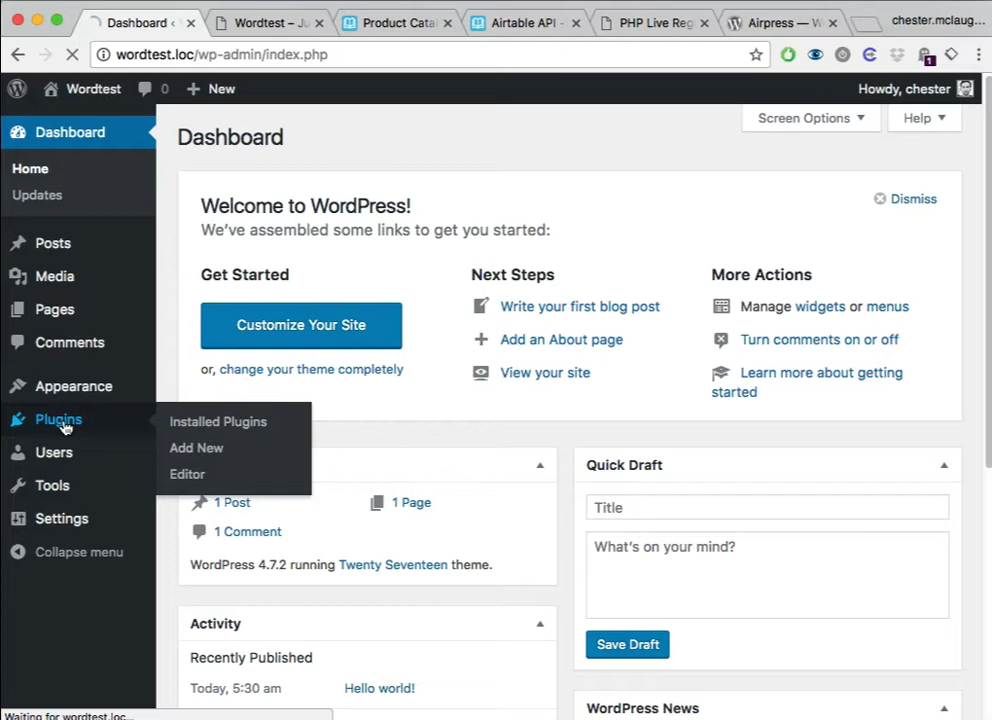 Dashboard ‹
Wordtest – Ju
Product Catal
Airtable API -
PHP Live Reg
Airpress — W
chester.mclaug...
wordtest.loc/wp-admin/index.php
1
Wordtest
0
New
Howdy, chester
Dashboard
Home
Updates
Posts
Media
Pages
Comments
Appearance
Plugins
Users
Tools
Settings
Collapse menu
Installed Plugins
Add New
Editor
Dashboard
Screen Options
Help
Welcome to WordPress!
Dismiss
We've assembled some links to get you started:
Get Started
Customize Your Site
or, change your theme completely
Next Steps
Write your first blog post
Add an About page
View your site
More Actions
Manage widgets or menus
Turn comments on or off
Learn more about getting
started
1 Post
1 Page
1 Comment
WordPress 4.7.2 running Twenty Seventeen theme.
Activity
Recently Published
Today, 5:30 am
Hello world!
Quick Draft
Title
What's on your mind?
Save Draft
WordPress News
Waiting for wordtest.loc...